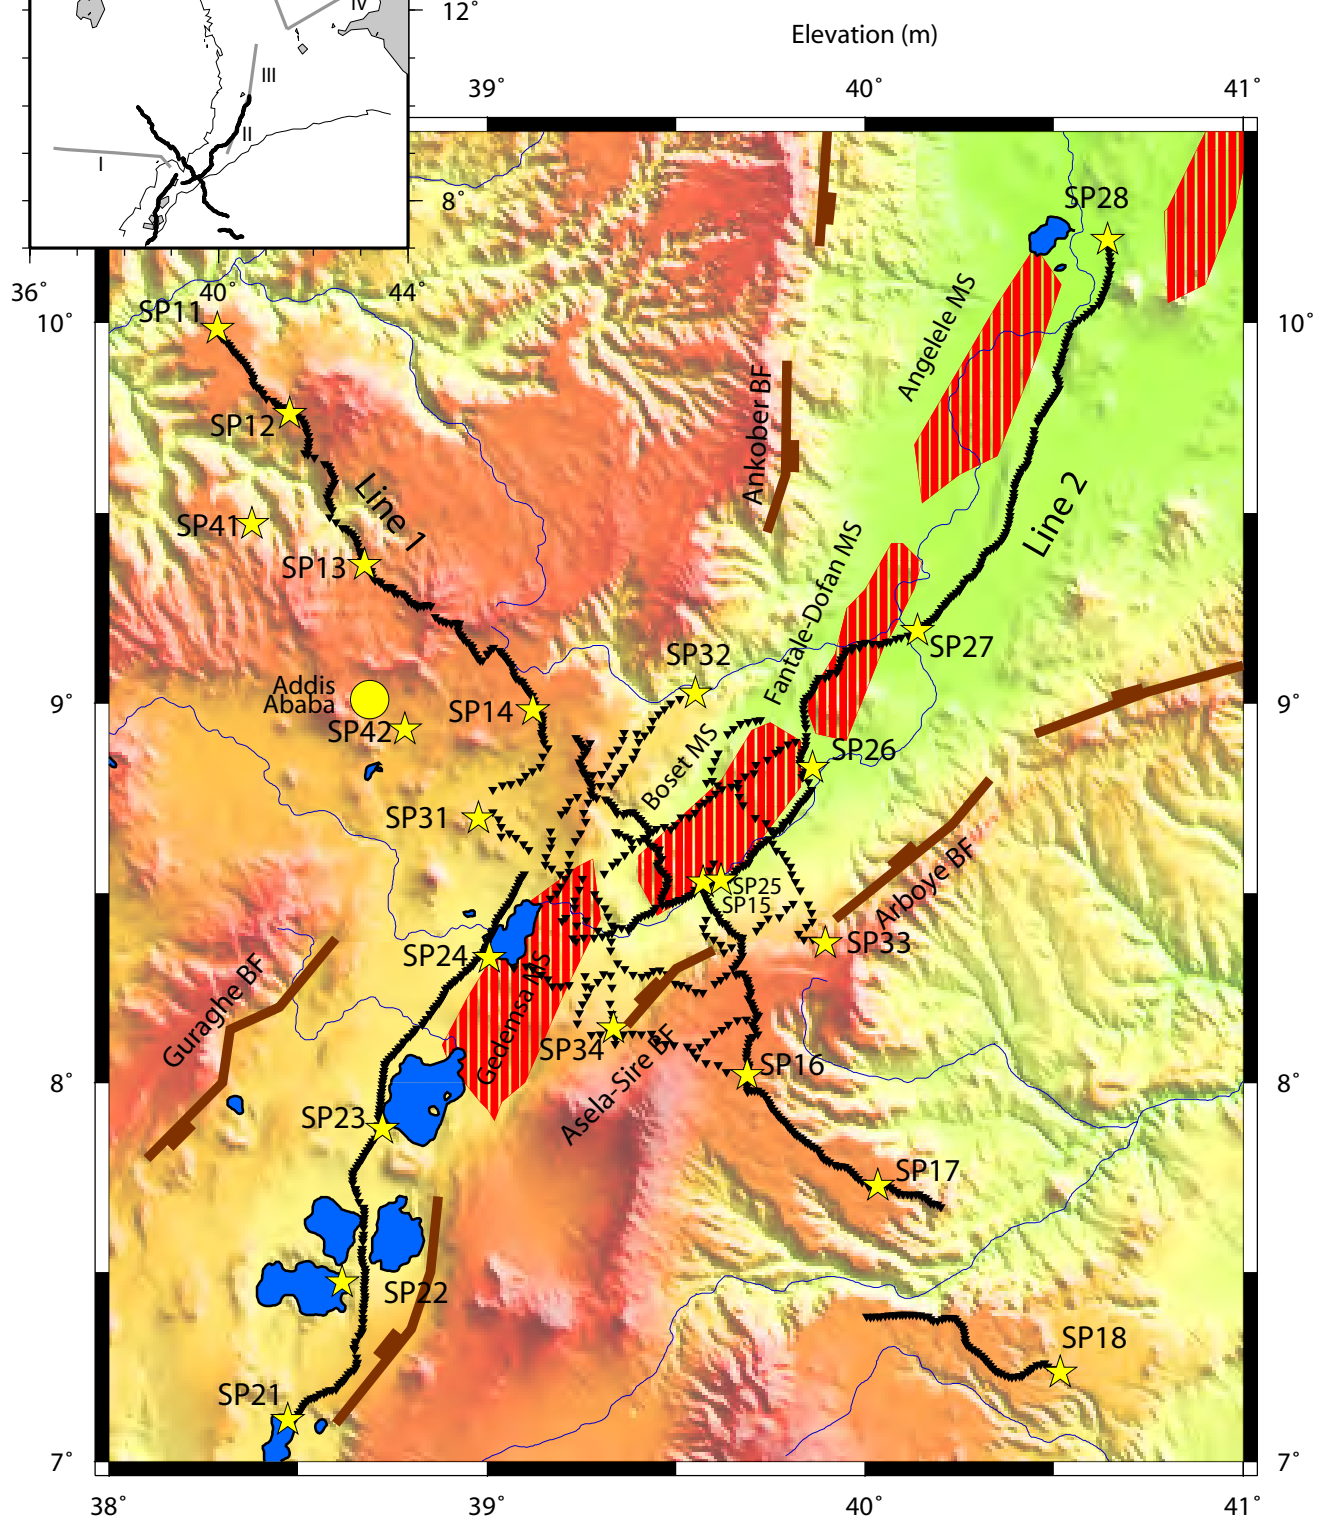 IV
12°
Elevation (m)
III
39°
40°
41°
II
I
8°
SP28
36°
40°
44°
SP11
10°
10°
Angelele MS
SP12
Ankober BF
Line 1
Line 2
SP41
SP13
Fantale-Dofan MS
SP27
SP32
Addis
Ababa
9°
SP14
9°
SP42
Boset MS
SP26
SP31
SP25
SP15
Arboye BF
SP33
SP24
Guraghe BF
Gedemsa MS
SP34
SP16
8°
8°
Asela-Sire BF
SP23
SP17
SP22
SP18
SP21
7°
7°
38°
39°
40°
41°